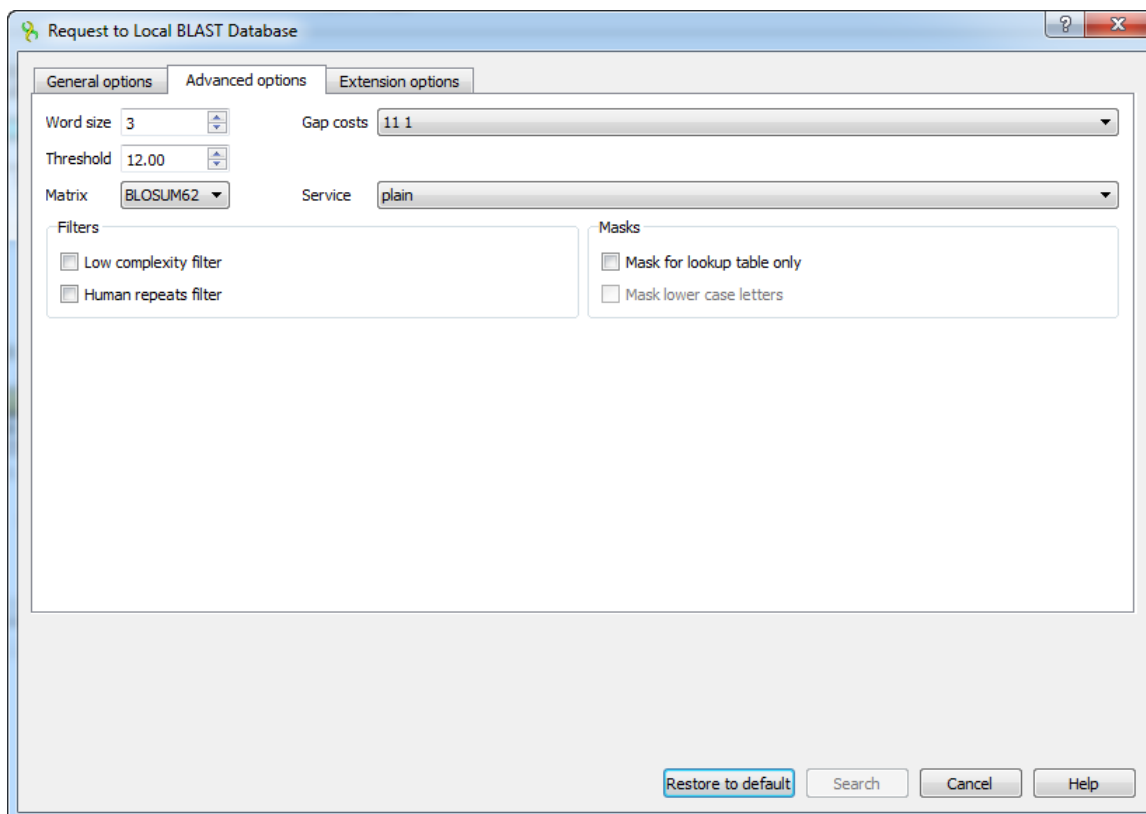 Request to Local BLAST Database
General options Advanced options Extension options
Word size 3 Gap costs 11 1
Threshold 12.00
Matrix BLOSUM62 Service plain
Filters Masks
Low complexity filter Mask for lookup table only
Human repeats filter Mask lower case letters
Restore to default Search Cancel Help